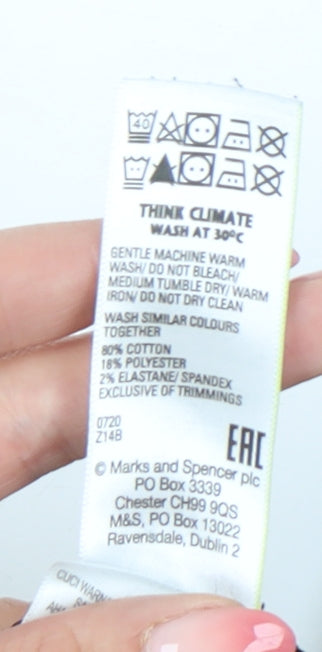 40
THINK CLIMATE
WASH AT 30°C
GENTLE MACHINE WARM
WASH/ DO NOT BLEACH/
MEDIUM TUMBLE DRY/ WARM
IRON/ DO NOT DRY CLEAN
WASH SIMILAR COLOURS
TOGETHER
80% COTTON
18% POLYESTER
2% ELASTANE/ SPANDEX
EXCLUSIVE OF TRIMMINGS
0720
Z14B
EAC
© Marks and Spencer plc
PO Box 3339
Chester CH99 9QS
M&S, PO Box 13022
Ravensdale, Dublin 2